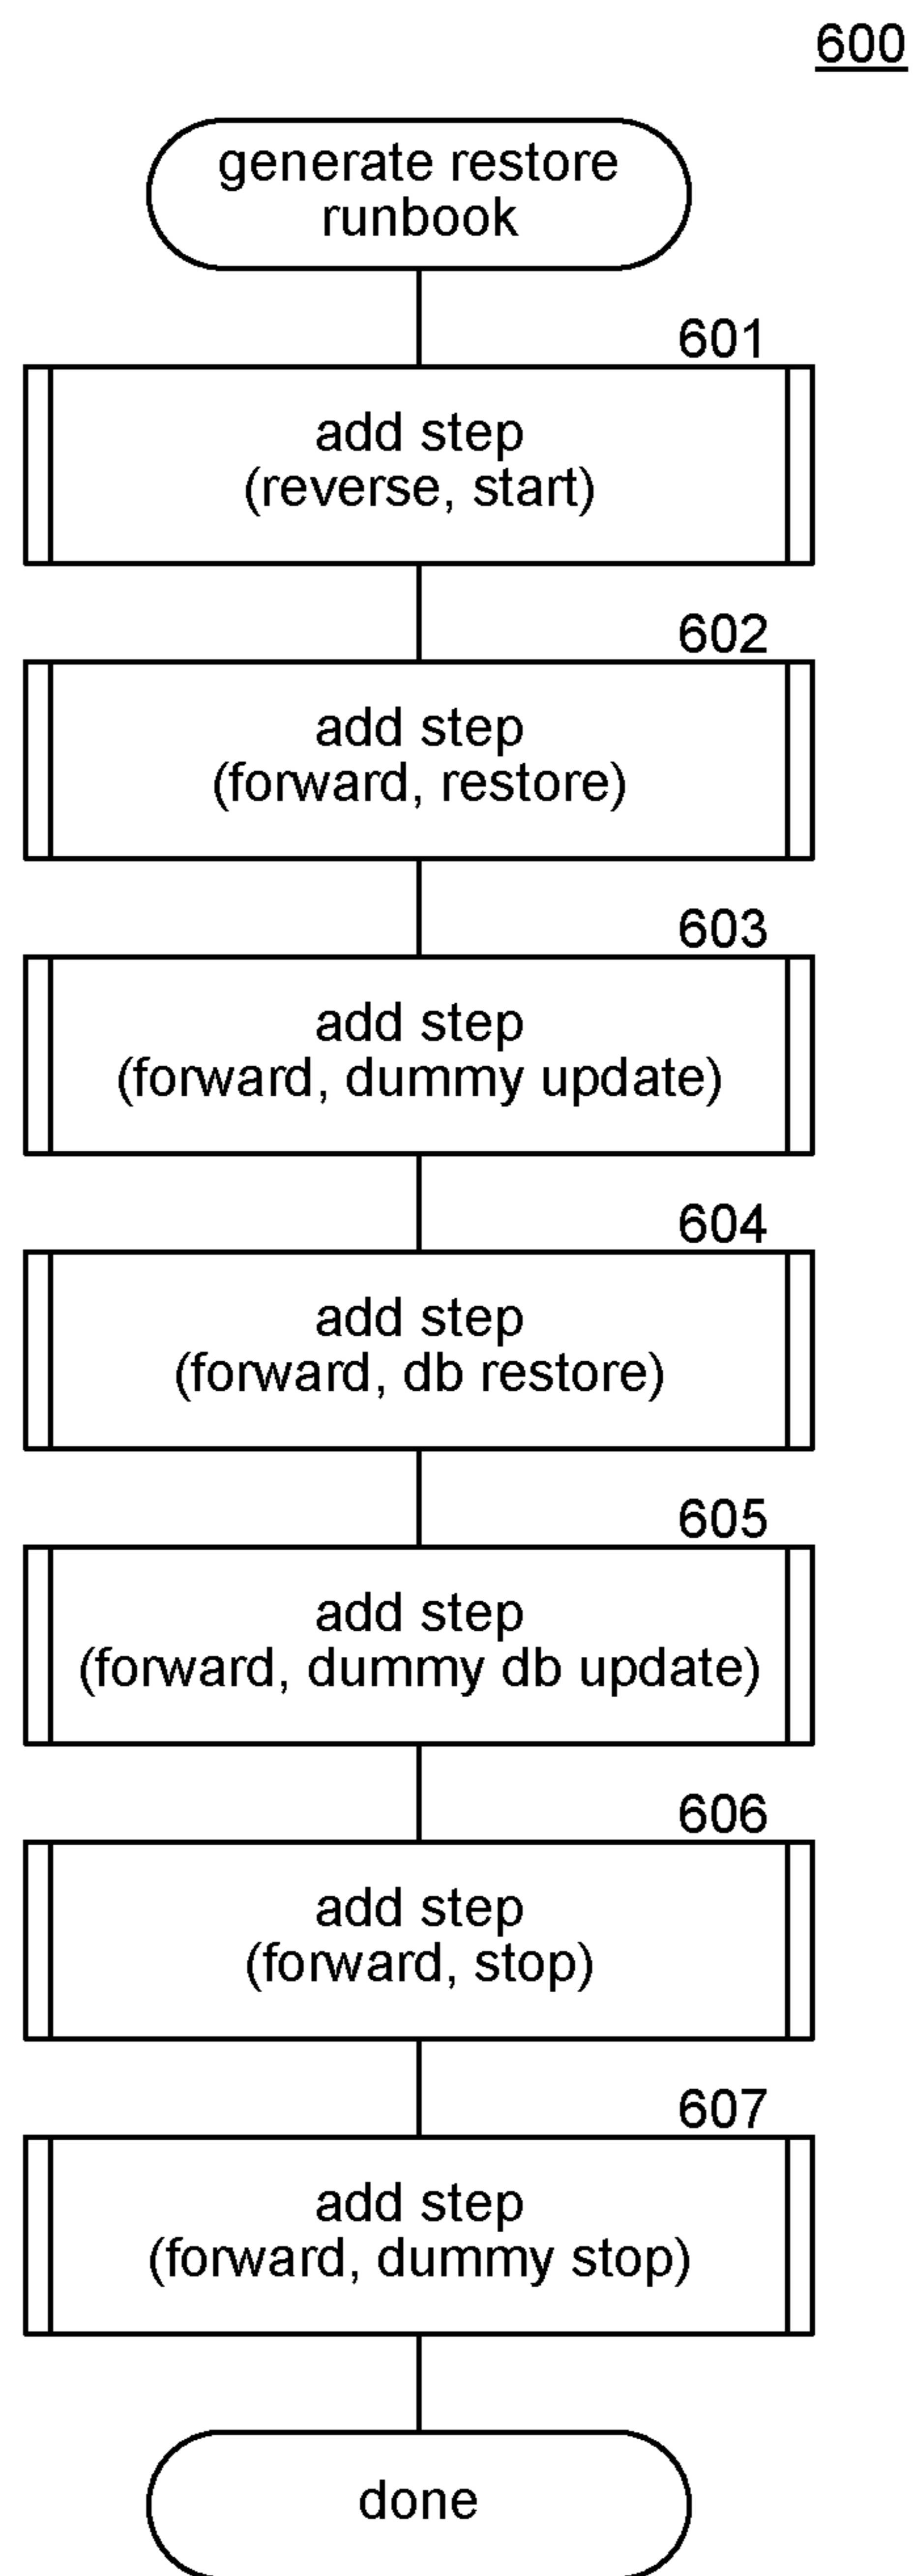 600
generate restore
runbook
601
add step
(reverse, start)
602
add step
(forward, restore)
603
add step
(forward, dummy update)
604
add step
(forward, db restore)
605
add step
(forward, dummy db update)
606
add step
(forward, stop)
607
add step
(forward, dummy stop)
done